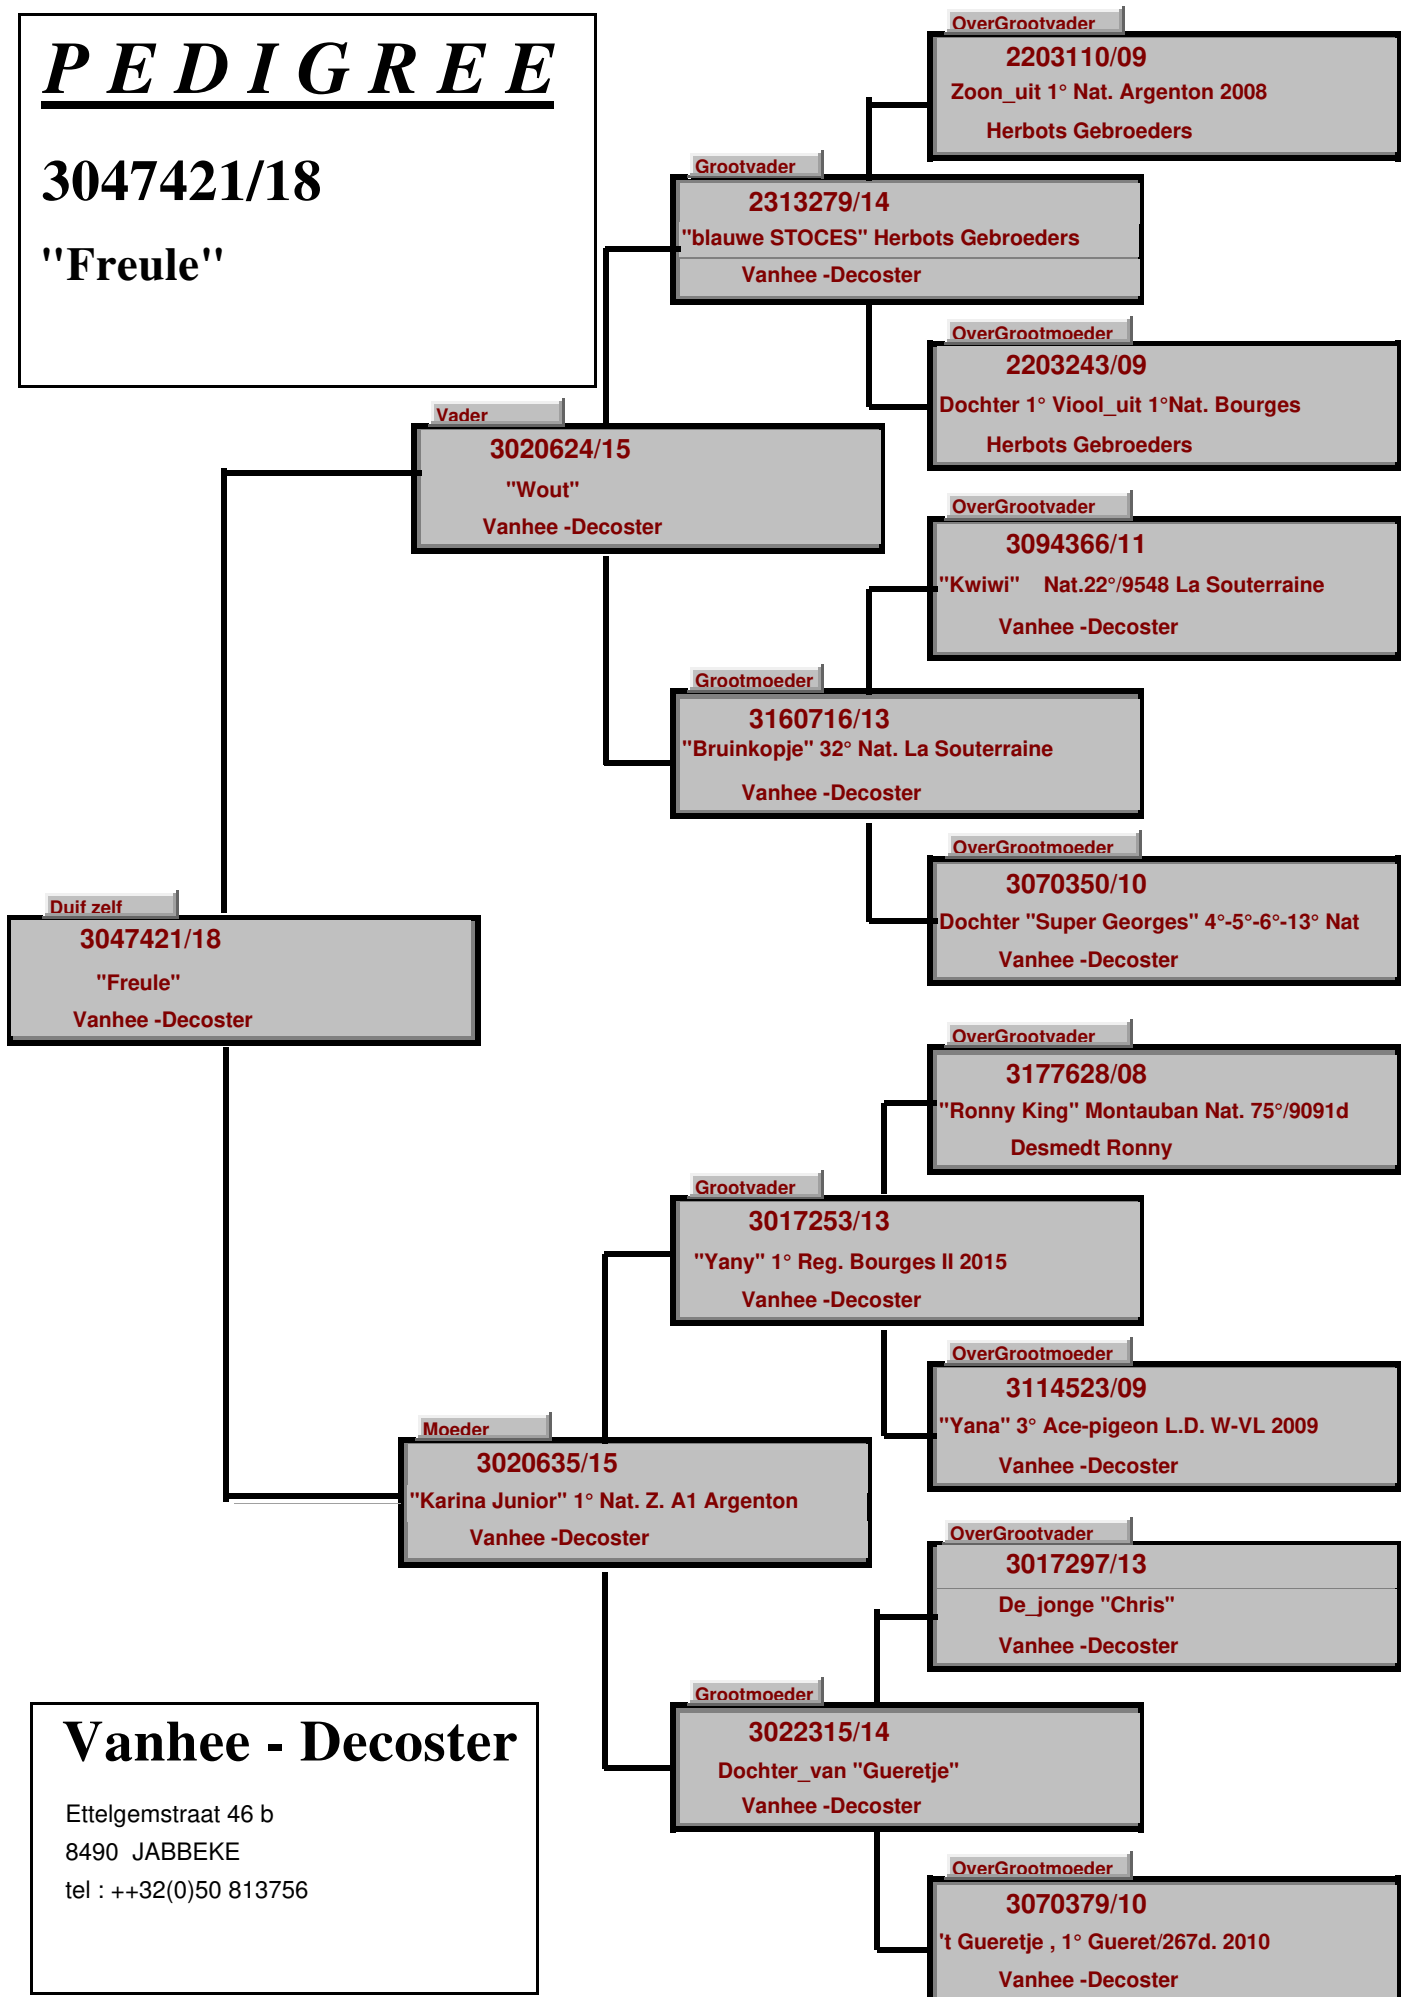 P E D I G R E E
3047421/18
"Freule"
OverGrootvader
2203110/09
Zoon_uit 1° Nat. Argenton 2008
Herbots Gebroeders
Grootvader
2313279/14
"blauwe STOCES" Herbots Gebroeders
Vanhee -Decoster
OverGrootmoeder
2203243/09
Dochter 1° Viool_uit 1°Nat. Bourges
Herbots Gebroeders
Vader
3020624/15
"Wout"
Vanhee -Decoster
OverGrootvader
3094366/11
"Kwiwi" Nat.22°/9548 La Souterraine
Vanhee -Decoster
Grootmoeder
3160716/13
"Bruinkopje" 32° Nat. La Souterraine
Vanhee -Decoster
OverGrootmoeder
3070350/10
Dochter "Super Georges" 4°-5°-6°-13° Nat
Vanhee -Decoster
Duif zelf
3047421/18
"Freule"
Vanhee -Decoster
OverGrootvader
3177628/08
"Ronny King" Montauban Nat. 75°/9091d
Desmedt Ronny
Grootvader
3017253/13
"Yany" 1° Reg. Bourges II 2015
Vanhee -Decoster
OverGrootmoeder
3114523/09
"Yana" 3° Ace-pigeon L.D. W-VL 2009
Vanhee -Decoster
Moeder
3020635/15
"Karina Junior" 1° Nat. Z. A1 Argenton
Vanhee -Decoster
OverGrootvader
3017297/13
De_jonge "Chris"
Vanhee -Decoster
Grootmoeder
3022315/14
Dochter_van "Gueretje"
Vanhee -Decoster
OverGrootmoeder
3070379/10
't Gueretje , 1° Gueret/267d. 2010
Vanhee -Decoster
Vanhee - Decoster
Ettelgemstraat 46 b
8490 JABBEKE
tel : ++32(0)50 813756